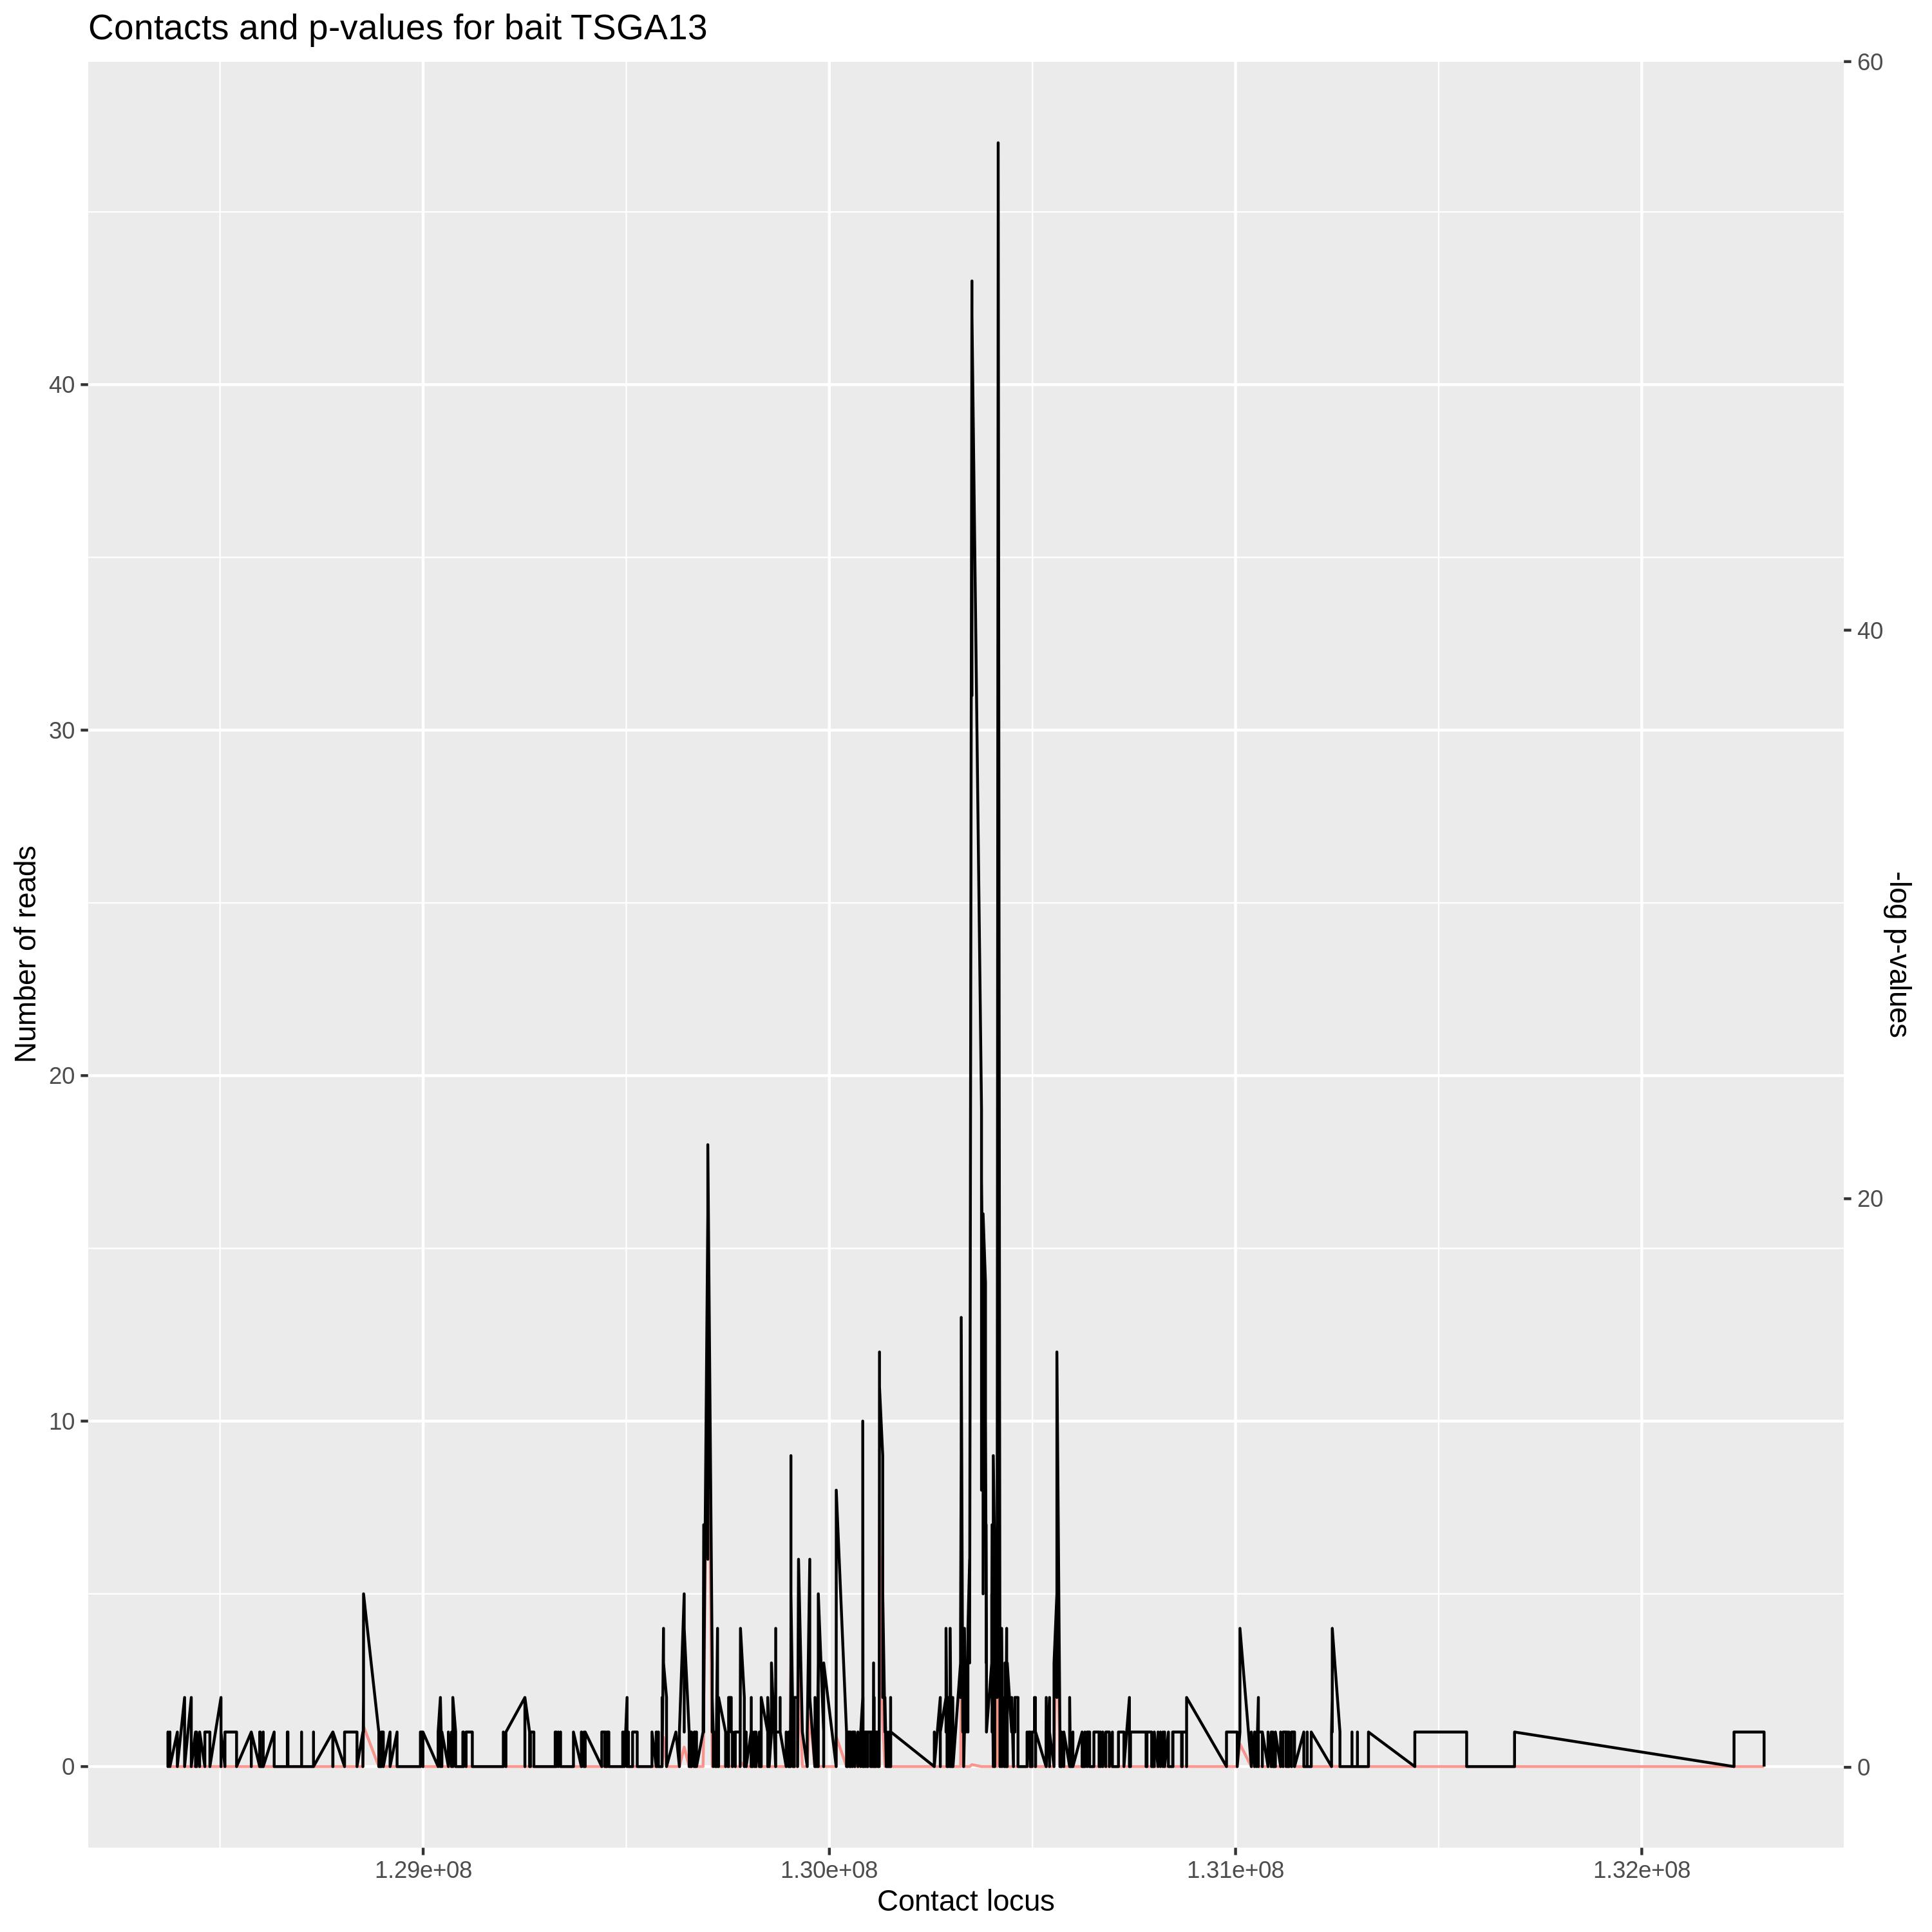 Contacts and p-values for bait TSGA13
Number of reads
40
30
20
10
0
60
40
20
0
-log p-values
1.29e+08
1.30e+08
1.31e+08
1.32e+08
Contact locus